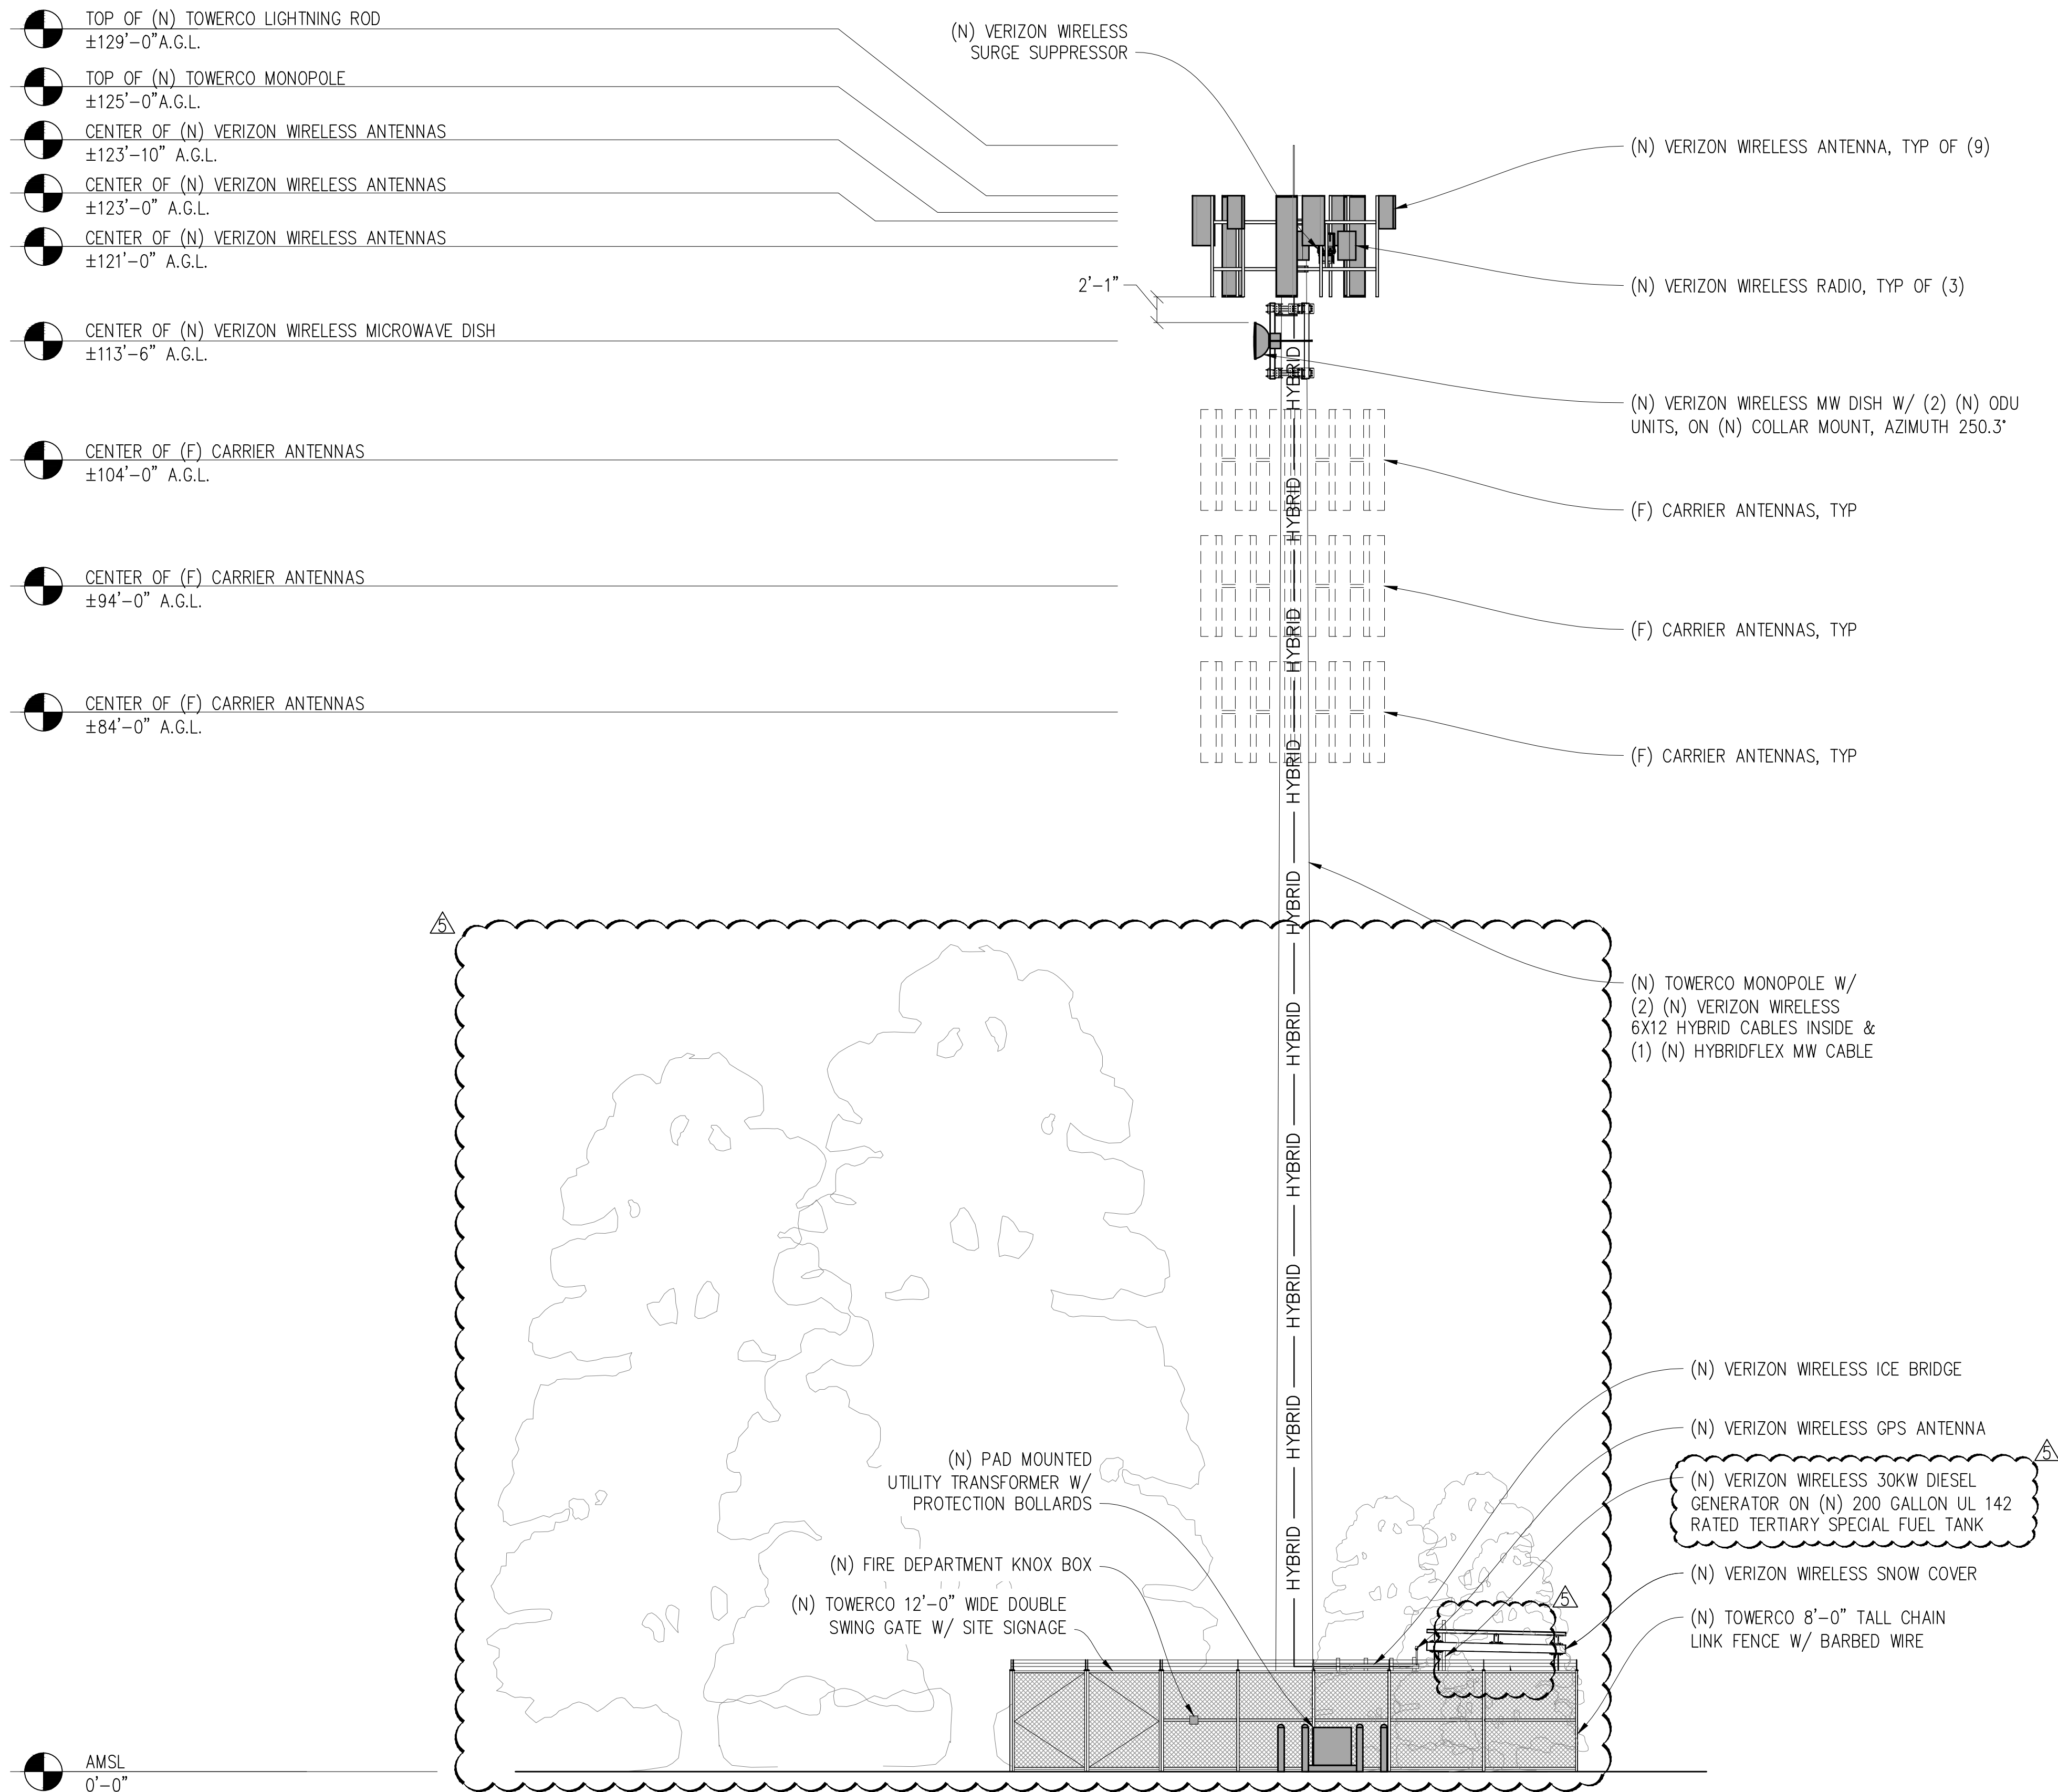 TOP OF (N) TOWERCO LIGHTNING ROD
±129'-0"A.G.L.
TOP OF (N) TOWERCO MONOPOLE
±125'-0"A.G.L.
CENTER OF (N) VERIZON WIRELESS ANTENNAS
±123'-10" A.G.L.
CENTER OF (N) VERIZON WIRELESS ANTENNAS
±123'-0" A.G.L.
CENTER OF (N) VERIZON WIRELESS ANTENNAS
±121'-0" A.G.L.
CENTER OF (N) VERIZON WIRELESS MICROWAVE DISH
±113'-6" A.G.L.
CENTER OF (F) CARRIER ANTENNAS
±104'-0" A.G.L.
CENTER OF (F) CARRIER ANTENNAS
±94'-0" A.G.L.
CENTER OF (F) CARRIER ANTENNAS
±84'-0" A.G.L.
AMSL
0'-0"
(N) VERIZON WIRELESS
SURGE SUPPRESSOR
2'-1"
HYBRID
HYBRID
HYBRID
HYBRID
HYBRID
HYBRID
HYBRID
HYBRID
HYBRID
HYBRID
5
(N) PAD MOUNTED
UTILITY TRANSFORMER W/
PROTECTION BOLLARDS
(N) FIRE DEPARTMENT KNOX BOX
(N) TOWERCO 12'-0" WIDE DOUBLE
SWING GATE W/ SITE SIGNAGE
(N) VERIZON WIRELESS ANTENNA, TYP OF (9)
(N) VERIZON WIRELESS RADIO, TYP OF (3)
(N) VERIZON WIRELESS MW DISH W/ (2) (N) ODU
UNITS, ON (N) COLLAR MOUNT, AZIMUTH 250.3°
(F) CARRIER ANTENNAS, TYP
(F) CARRIER ANTENNAS, TYP
(F) CARRIER ANTENNAS, TYP
(N) TOWERCO MONOPOLE W/
(2) (N) VERIZON WIRELESS
6X12 HYBRID CABLES INSIDE &
(1) (N) HYBRIDFLEX MW CABLE
(N) VERIZON WIRELESS ICE BRIDGE
(N) VERIZON WIRELESS GPS ANTENNA
5
(N) VERIZON WIRELESS 30KW DIESEL
GENERATOR ON (N) 200 GALLON UL 142
RATED TERTIARY SPECIAL FUEL TANK
(N) VERIZON WIRELESS SNOW COVER
5
(N) TOWERCO 8'-0" TALL CHAIN
LINK FENCE W/ BARBED WIRE